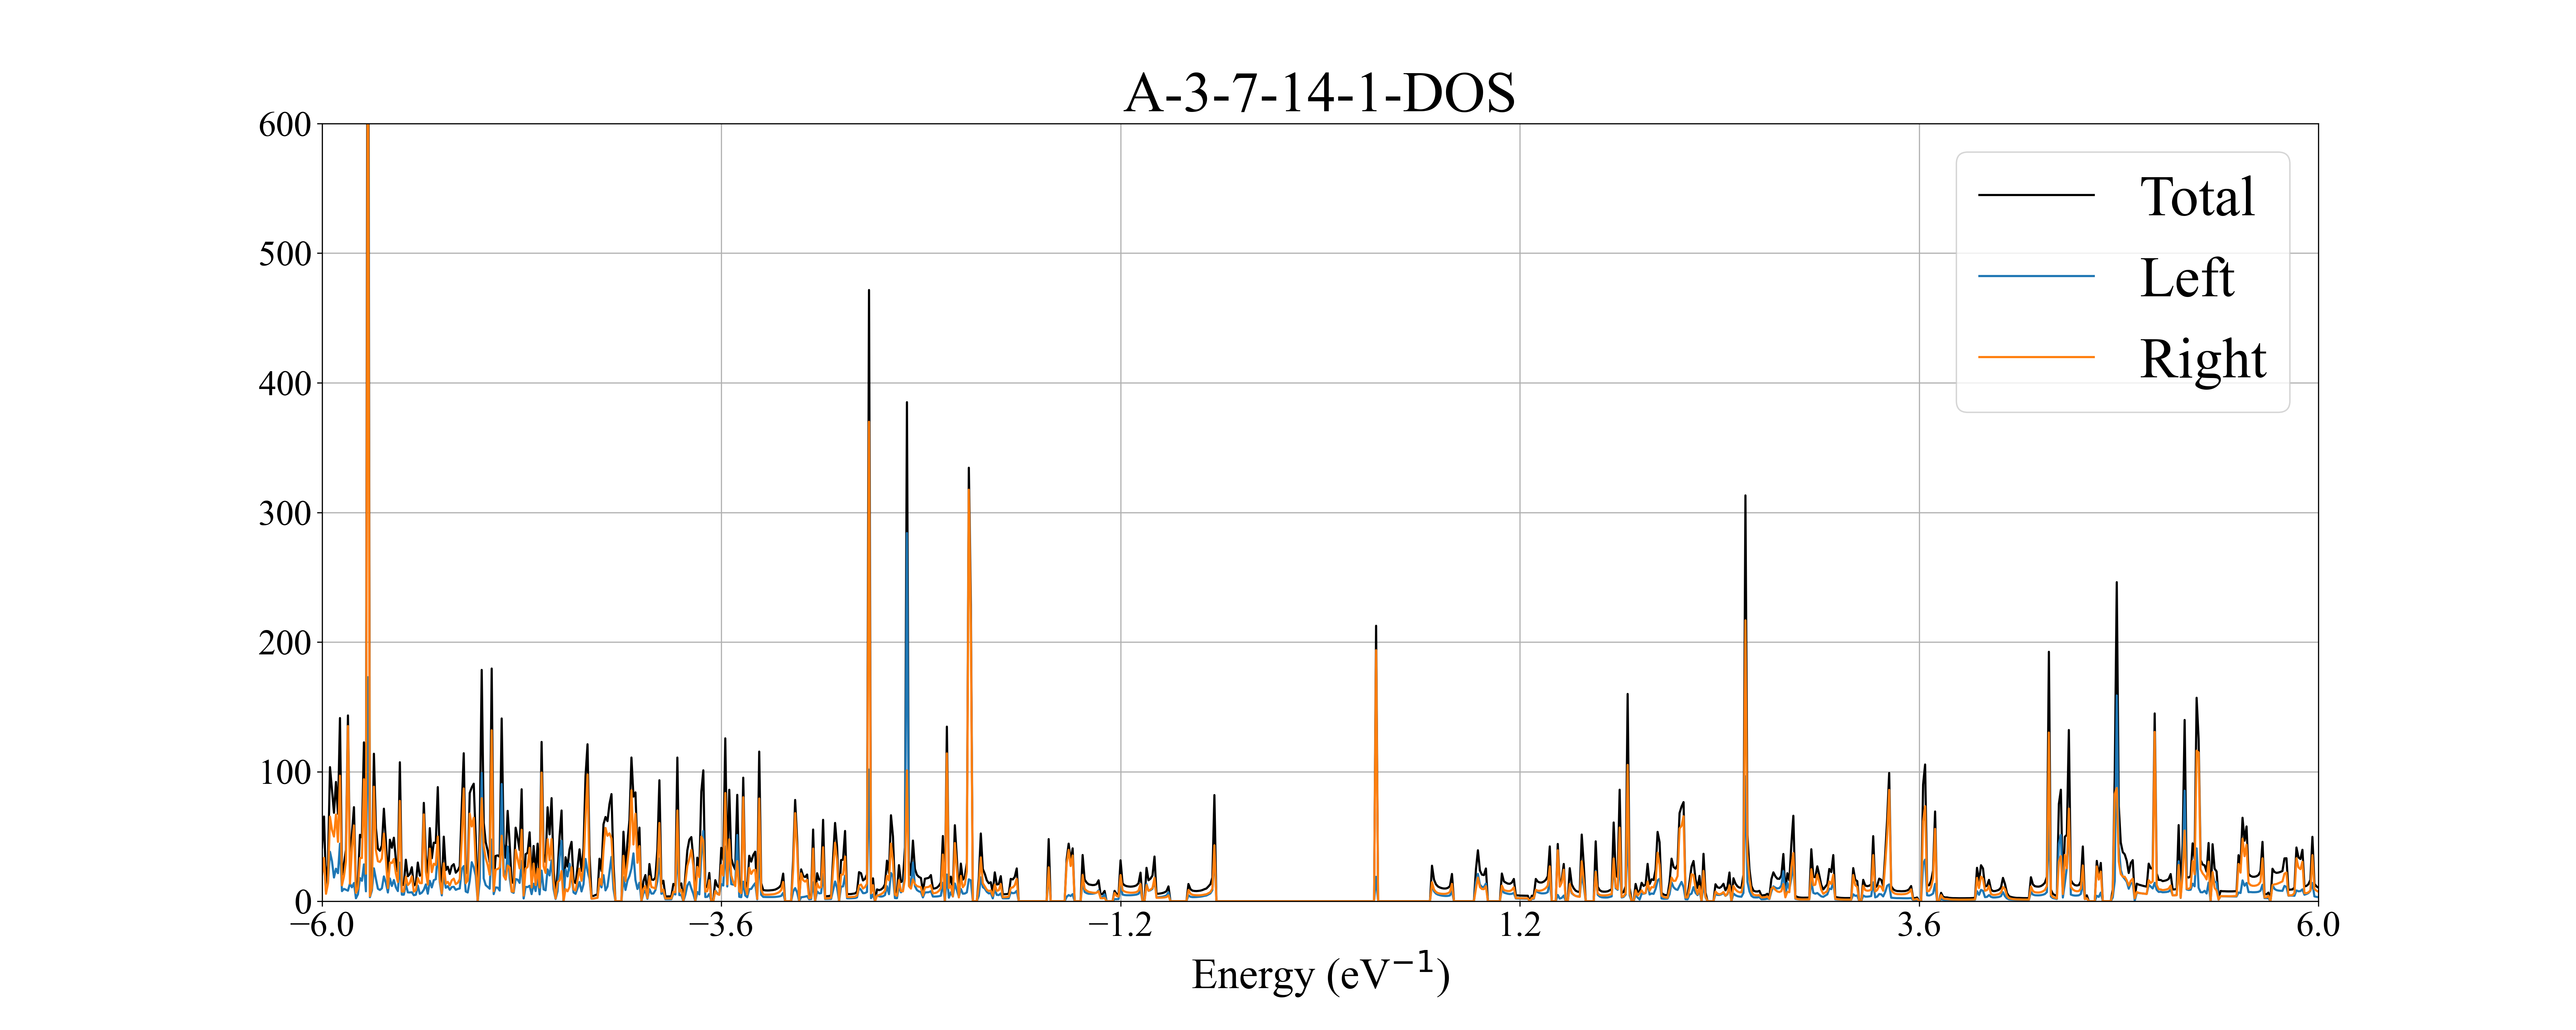 A-3-7-14-1-DOS
600
500
400
300
200
100
0
Total
Left
Right
−6.0 −3.6 −1.2 1.2 3.6 6.0
Energy (eV⁻¹)